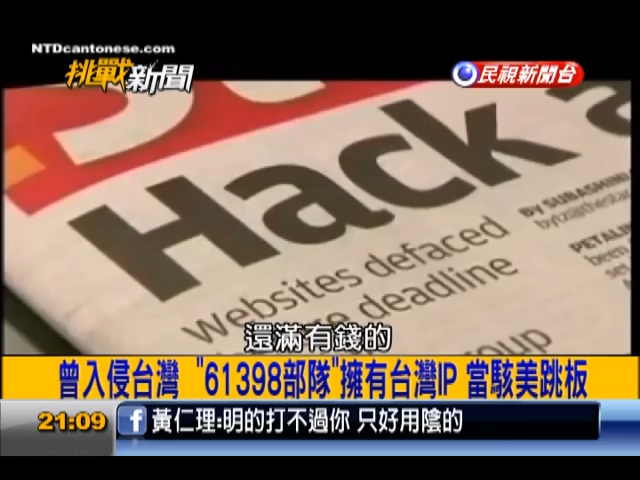 NTDcantonese.com
挑戰新聞
民視新聞台
Hack a
BY SUBASHINI
Websites defaced
deadline
PETALING
been
set
還滿有錢的
曾入侵台灣 "61398部隊"擁有台灣IP 當駭美跳板
21:09
f 黃仁理:明的打不過你 只好用陰的